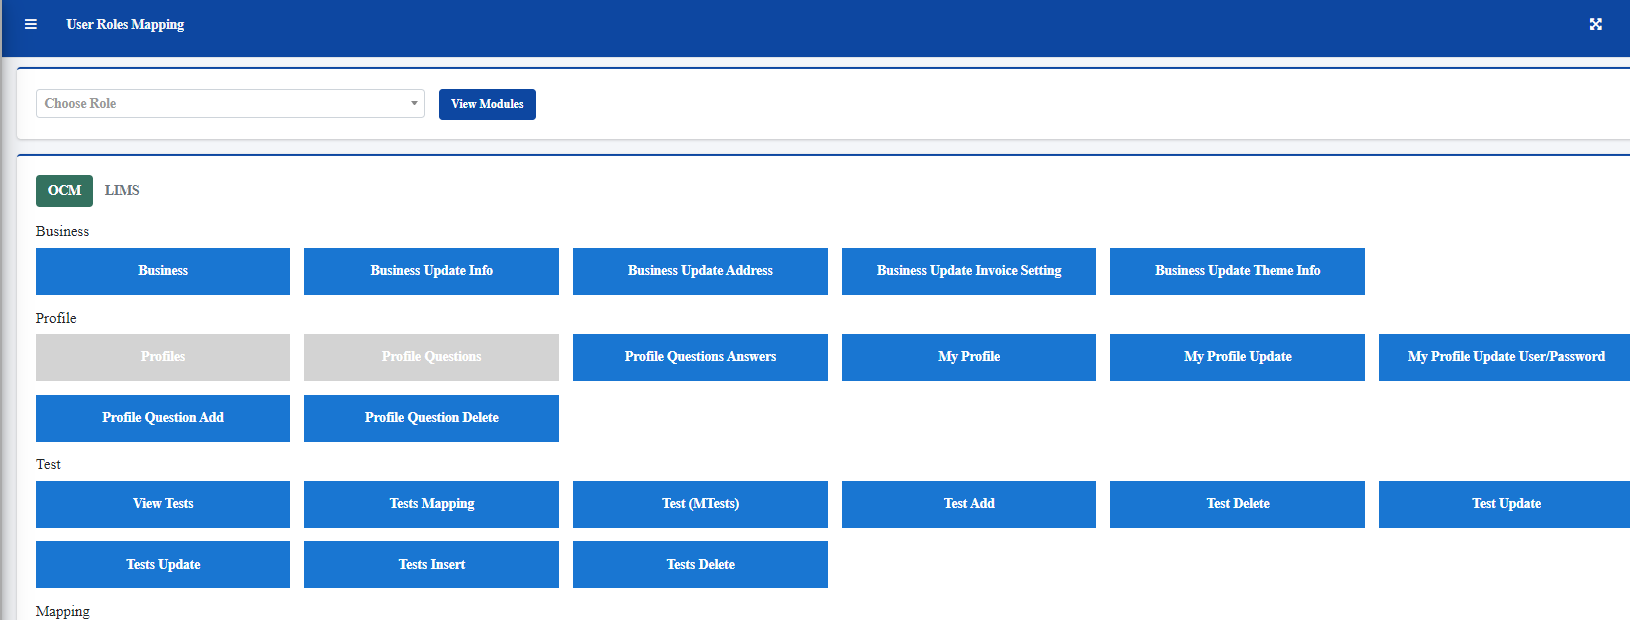 User Roles Mapping
Choose Role
View Modules
OCM LIMS
Business
Business Business Update Info Business Update Address Business Update Invoice Setting Business Update Theme Info
Profile
Profiles Profile Questions Profile Questions Answers My Profile My Profile Update My Profile Update User/Password
Profile Question Add Profile Question Delete
Test
View Tests Tests Mapping Test (MTests) Test Add Test Delete Test Update
Tests Update Tests Insert Tests Delete
Mapping